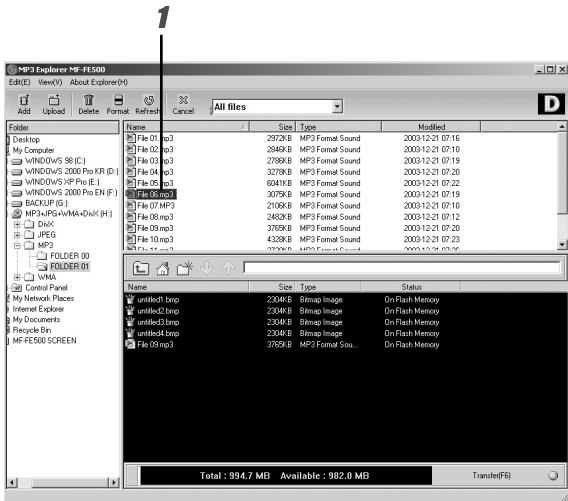 1
MP3 Explorer MF-FE500
Edit(E) View(V) About Explorer(H)
Add Upload Delete Format Refresh Cancel All files D
Folder
Desktop
My Computer
WINDOWS 98 (C:)
WINDOWS 2000 Pro KR (D:)
WINDOWS XP Pro (E:)
WINDOWS 2000 Pro EN (F:)
BACKUP (G:)
MP3+JPG+WMA+DivX (H:)
DivX
JPEG
MP3
FOLDER 00
FOLDER 01
WMA
Control Panel
My Network Places
Internet Explorer
My Documents
Recycle Bin
MF-FE500 SCREEN
Name Size Type Modified
File 01.mp3 2972KB MP3 Format Sound 2003-12-21 07:16
File 02.mp3 2846KB MP3 Format Sound 2003-12-21 07:10
File 03.mp3 2786KB MP3 Format Sound 2003-12-21 07:19
File 04.mp3 3278KB MP3 Format Sound 2003-12-21 07:20
File 05.mp3 6041KB MP3 Format Sound 2003-12-21 07:22
File 06.mp3 3075KB MP3 Format Sound 2003-12-21 07:19
File 07.MP3 2106KB MP3 Format Sound 2003-12-21 07:10
File 08.mp3 2482KB MP3 Format Sound 2003-12-21 07:12
File 09.mp3 3765KB MP3 Format Sound 2003-12-21 07:20
File 10.mp3 4328KB MP3 Format Sound 2003-12-21 07:23
Name Size Type Status
untitled1.bmp 2304KB Bitmap Image On Flash Memory
untitled2.bmp 2304KB Bitmap Image On Flash Memory
untitled3.bmp 2304KB Bitmap Image On Flash Memory
untitled4.bmp 2304KB Bitmap Image On Flash Memory
File 09.mp3 3765KB MP3 Format Sou... On Flash Memory
Total : 994.7 MB Available : 982.0 MB Transfer(F6)